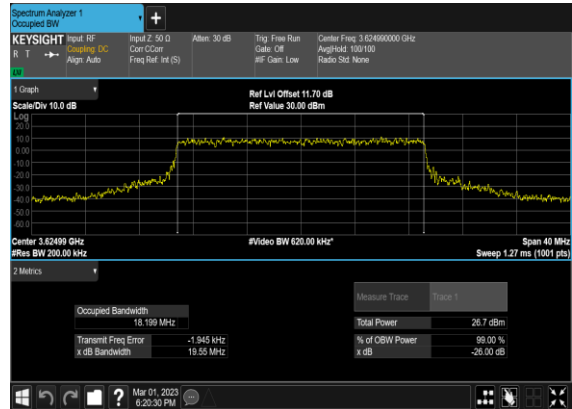 Spectrum Analyzer 1
Occupied BW
+
KEYSIGHT Input: RF Input Z: 50 Ω Atten: 30 dB Trig: Free Run Center Freq: 3.624990000 GHz
R T Coupling: DC Corr CCorr Gate: Off Avg|Hold: 100/100
Align: Auto Freq Ref: Int (S) #IF Gain: Low Radio Std: None
1 Graph Ref Lvl Offset 11.70 dB
Scale/Div 10.0 dB Ref Value 30.00 dBm
Log
20.0
10.0
0.00
-10.0
-20.0
-30.0
-40.0
-50.0
-60.0
Center 3.62499 GHz #Video BW 620.00 kHz* Span 40 MHz
#Res BW 200.00 kHz Sweep 1.27 ms (1001 pts)
2 Metrics
Measure Trace Trace 1
Occupied Bandwidth
18.199 MHz Total Power 26.7 dBm
Transmit Freq Error -1.945 kHz % of OBW Power 99.00 %
x dB Bandwidth 19.55 MHz x dB -26.00 dB
? Mar 01, 2023
6:20:30 PM